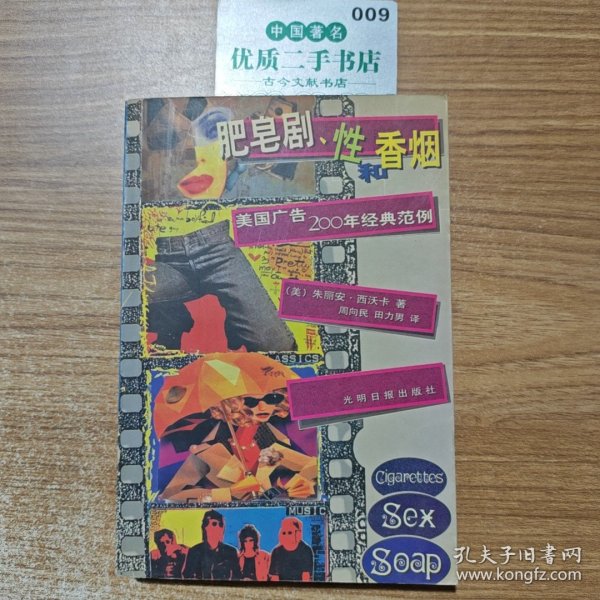 009
中国著名
优质二手书店
古今文献书店
肥皂剧、性和香烟
美国广告200年经典范例
(美)朱丽安·西沃卡 著
周向民 田力男 译
CLASSICS
光明日报出版社
Cigarettes
Sex
Soap
MUSIC
孔夫子旧书网
www.kongfz.com